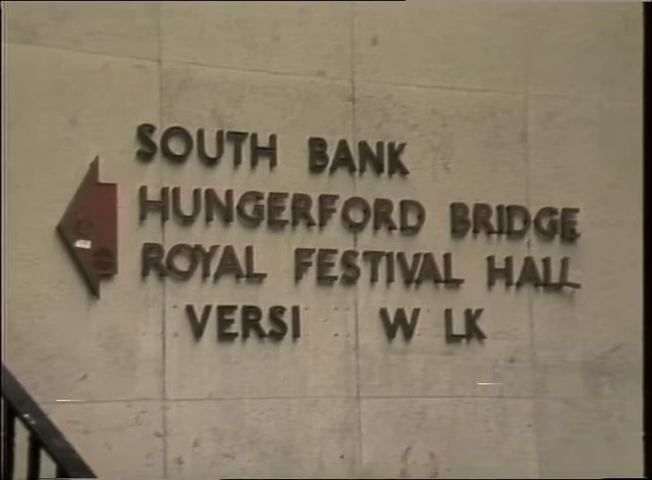 SOUTH BANK
HUNGERFORD BRIDGE
ROYAL FESTIVAL HALL
VERSI W LK